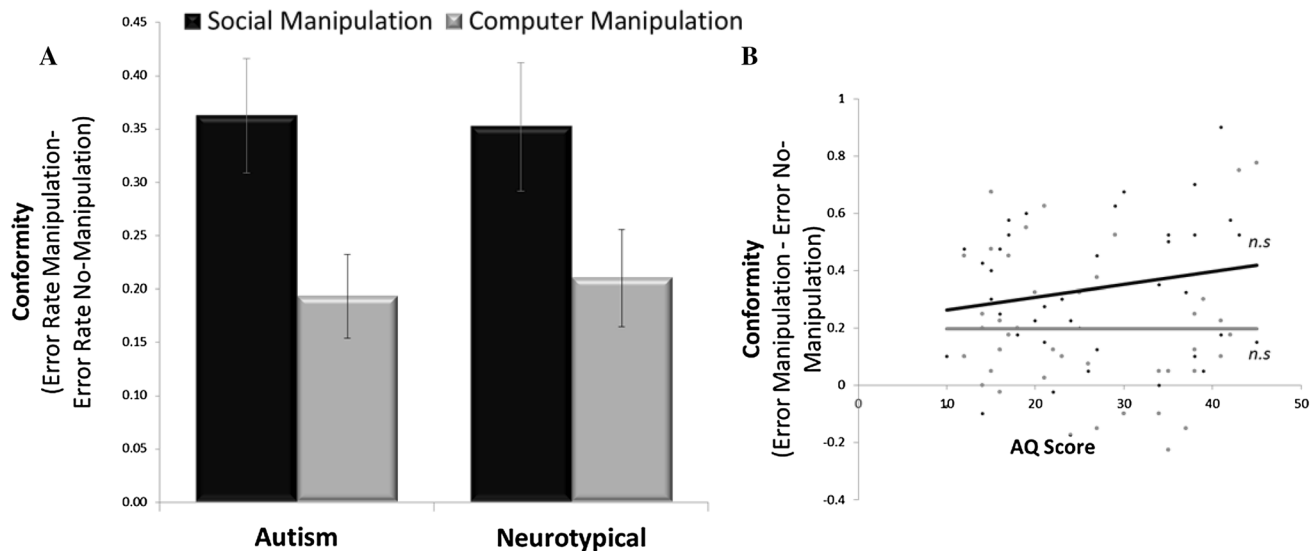 A
Social Manipulation Computer Manipulation
Conformity
(Error Rate Manipulation-
Error Rate No-Manipulation)
0.45
0.40
0.35
0.30
0.25
0.20
0.15
0.10
0.05
0.00
Autism Neurotypical
B
Conformity
(Error Manipulation - Error No-
Manipulation)
1
0.8
0.6
0.4
0.2
0
-0.2
-0.4
0 10 20 30 40 50
n.s
n.s
AQ Score